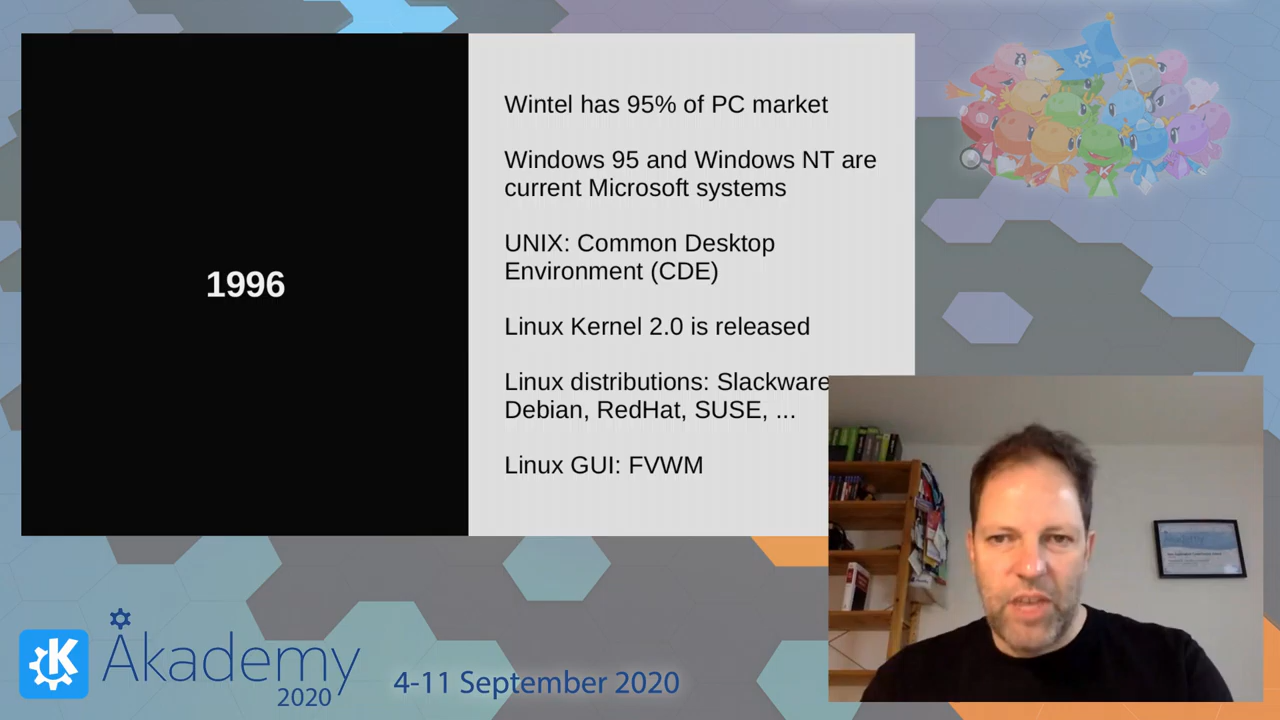 1996
Wintel has 95% of PC market
Windows 95 and Windows NT are
current Microsoft systems
UNIX: Common Desktop
Environment (CDE)
Linux Kernel 2.0 is released
Linux distributions: Slackware
Debian, RedHat, SUSE, ...
Linux GUI: FVWM
Akademy
2020
4-11 September 2020